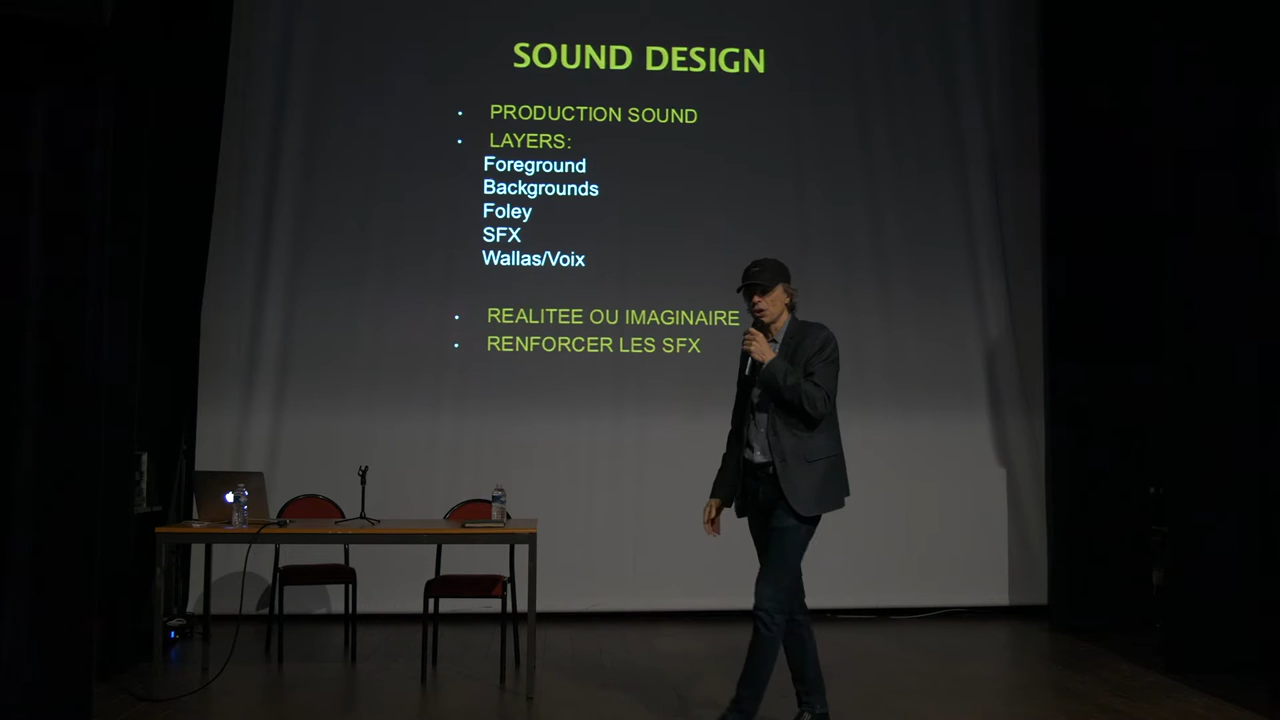 SOUND DESIGN
• PRODUCTION SOUND
• LAYERS:
Foreground
Backgrounds
Foley
SFX
Wallas/Voix
• REALITEE OU IMAGINAIRE
• RENFORCER LES SFX